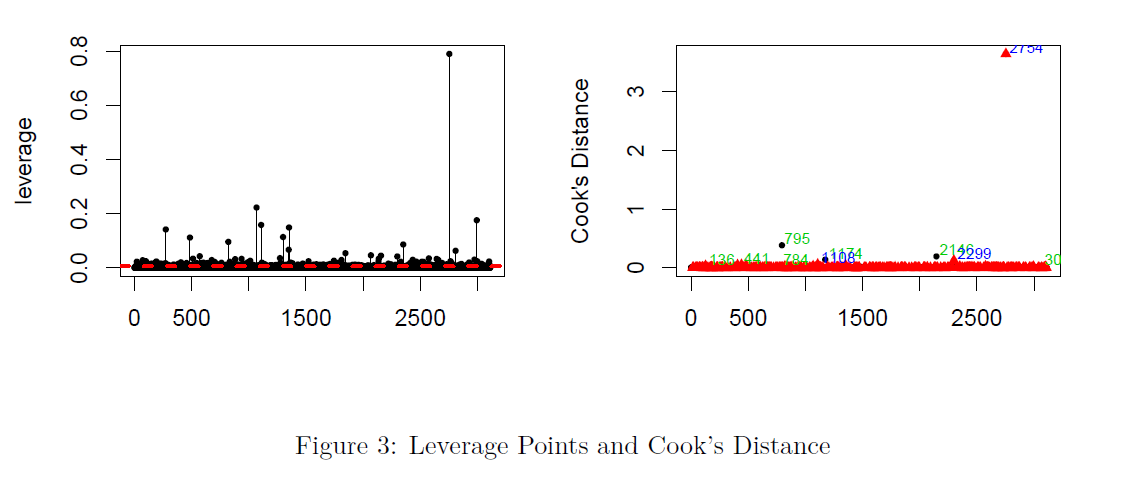 leverage
0.0 0.2 0.4 0.6 0.8
0 500 1500 2500
Cook's Distance
0 1 2 3
0 500 1500 2500
2754
795
136
441
784
1108
1174
2146
2299
30
Figure 3: Leverage Points and Cook's Distance